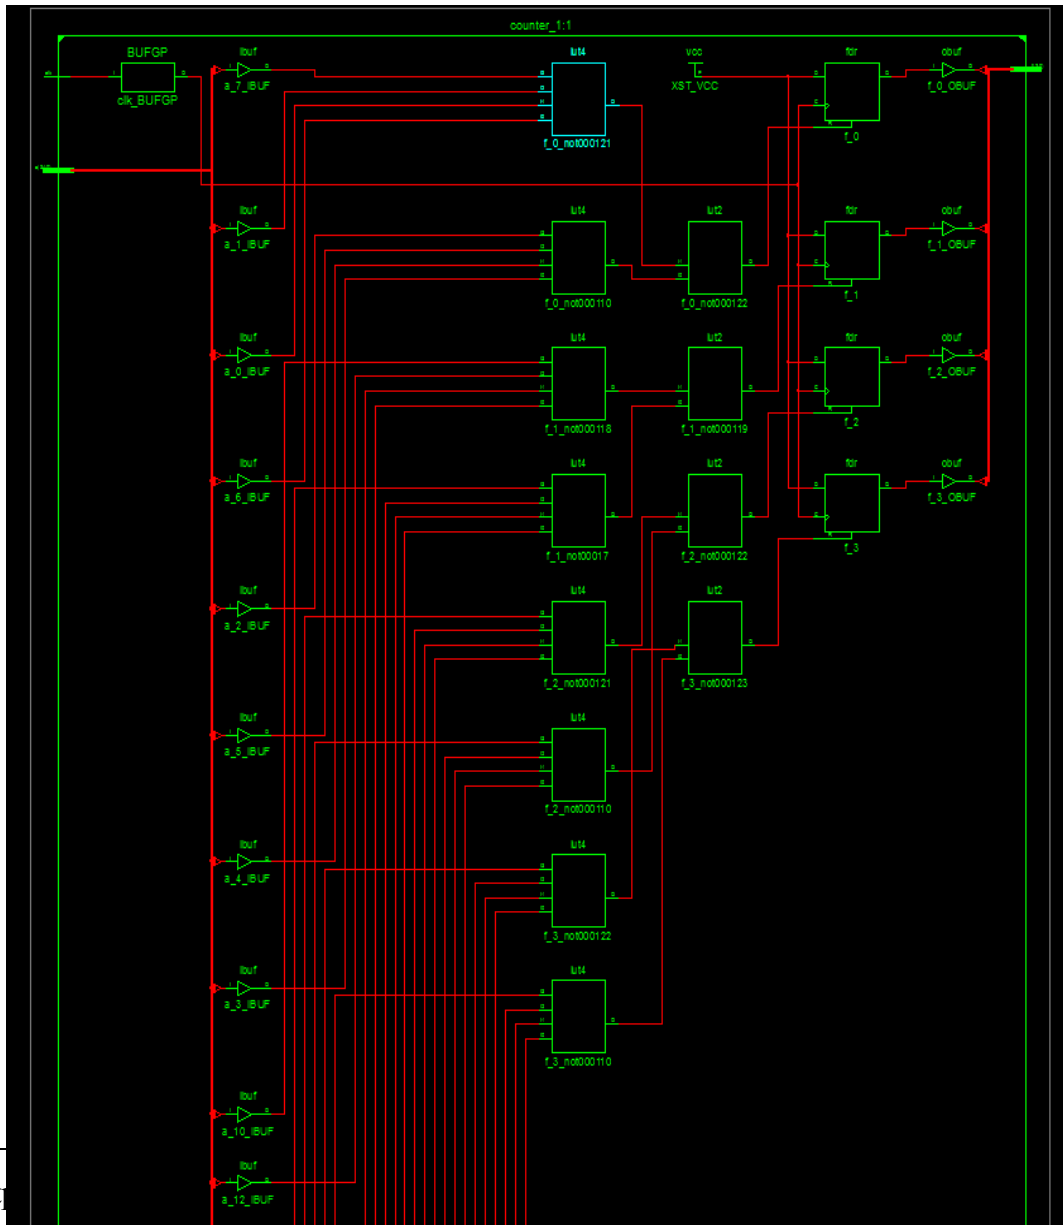 counter_1:1
BUFGP
clk_BUFGP
ibuf
a_7_IBUF
lut4
f_0_not000121
vcc
XST_VCC
fdr
f_0
obuf
f_0_OBUF
ibuf
a_1_IBUF
lut4
f_0_not000110
lut2
f_0_not000122
fdr
f_1
obuf
f_1_OBUF
ibuf
a_0_IBUF
lut4
f_1_not000118
lut2
f_1_not000119
fdr
f_2
obuf
f_2_OBUF
ibuf
a_6_IBUF
lut4
f_1_not00017
lut2
f_2_not000122
fdr
f_3
obuf
f_3_OBUF
ibuf
a_2_IBUF
lut4
f_2_not000121
lut2
f_3_not000123
ibuf
a_5_IBUF
lut4
f_2_not000110
ibuf
a_4_IBUF
lut4
f_3_not000122
ibuf
a_3_IBUF
lut4
f_3_not000110
ibuf
a_10_IBUF
ibuf
a_12_IBUF